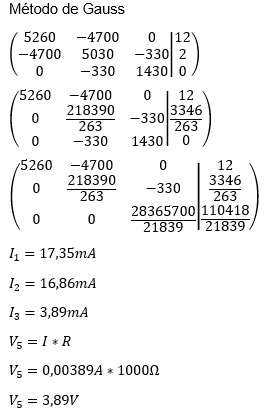 Método de Gauss
5260 −4700 0 12
−4700 5030 −330 2
0 −330 1430 0
5260 −4700 0 12
0 218390/263 −330 3346/263
0 −330 1430 0
5260 −4700 0 12
0 218390/263 −330 3346/263
0 0 28365700/21839 110418/21839
I₁ = 17,35mA
I₂ = 16,86mA
I₃ = 3,89mA
V₅ = I ∗ R
V₅ = 0,00389A ∗ 1000Ω
V₅ = 3,89V